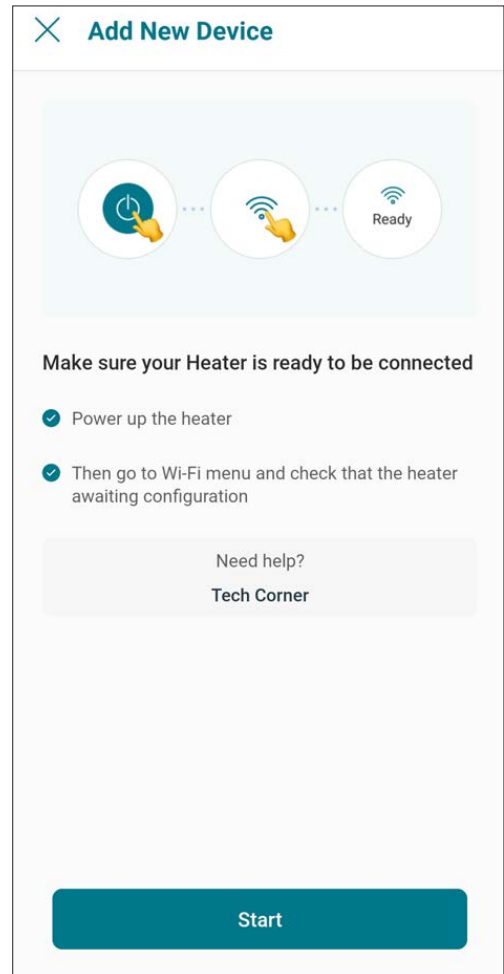 Add New Device
Ready
Make sure your Heater is ready to be connected
Power up the heater
Then go to Wi-Fi menu and check that the heater
awaiting configuration
Need help?
Tech Corner
Start